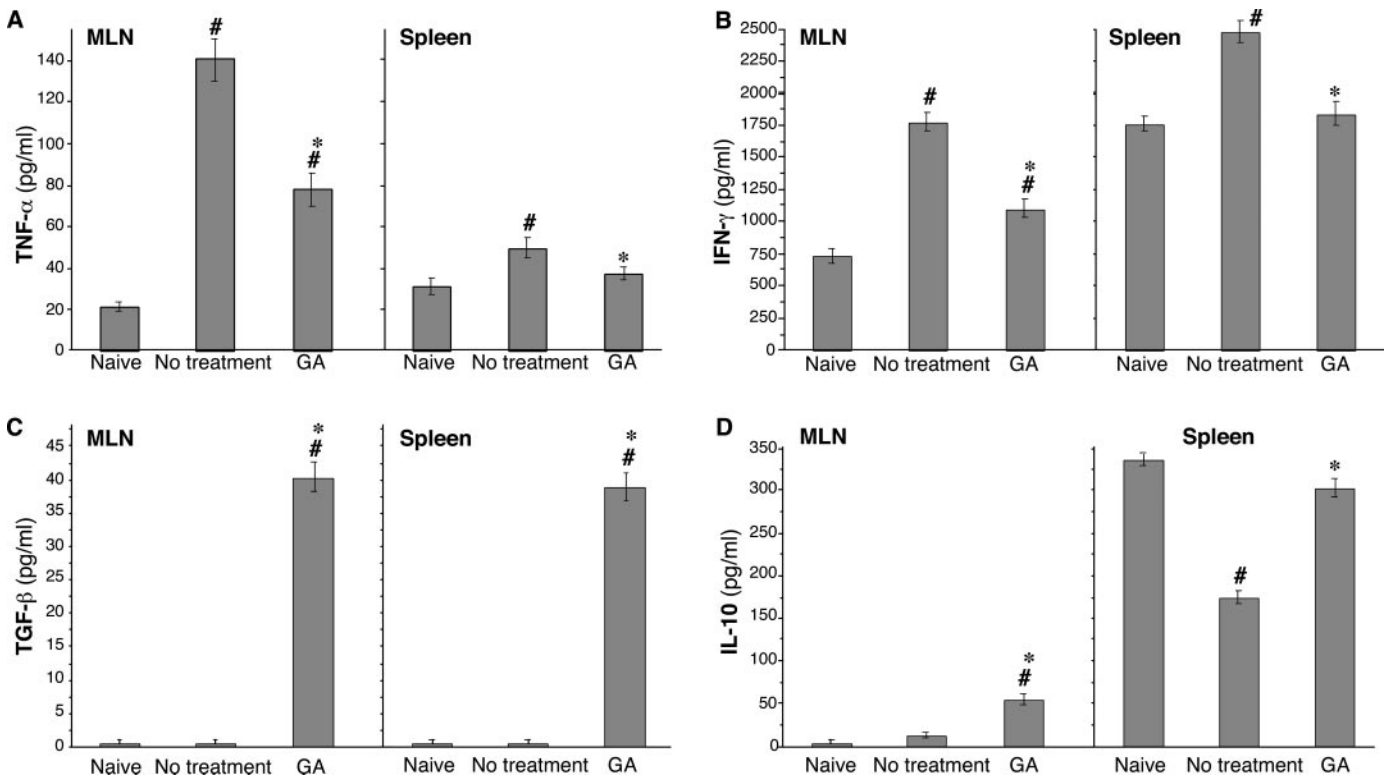 A
MLN
Spleen
TNF-α (pg/ml)
140
120
100
80
60
40
20
0
#
*
#
#
*
Naive No treatment GA Naive No treatment GA
B
MLN
Spleen
IFN-γ (pg/ml)
2500
2250
2000
1750
1500
1250
1000
750
500
250
0
#
*
#
#
*
Naive No treatment GA Naive No treatment GA
C
MLN
Spleen
TGF-β (pg/ml)
45
40
35
30
25
20
15
10
5
0
*
#
*
#
Naive No treatment GA Naive No treatment GA
D
MLN
Spleen
IL-10 (pg/ml)
350
300
250
200
150
100
50
0
*
#
#
*
Naive No treatment GA Naive No treatment GA